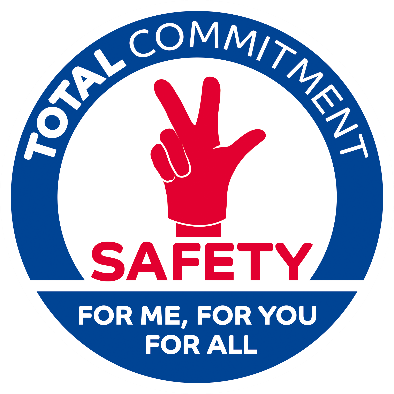 TOTAL COMMITMENT
SAFETY
FOR ME, FOR YOU
FOR ALL